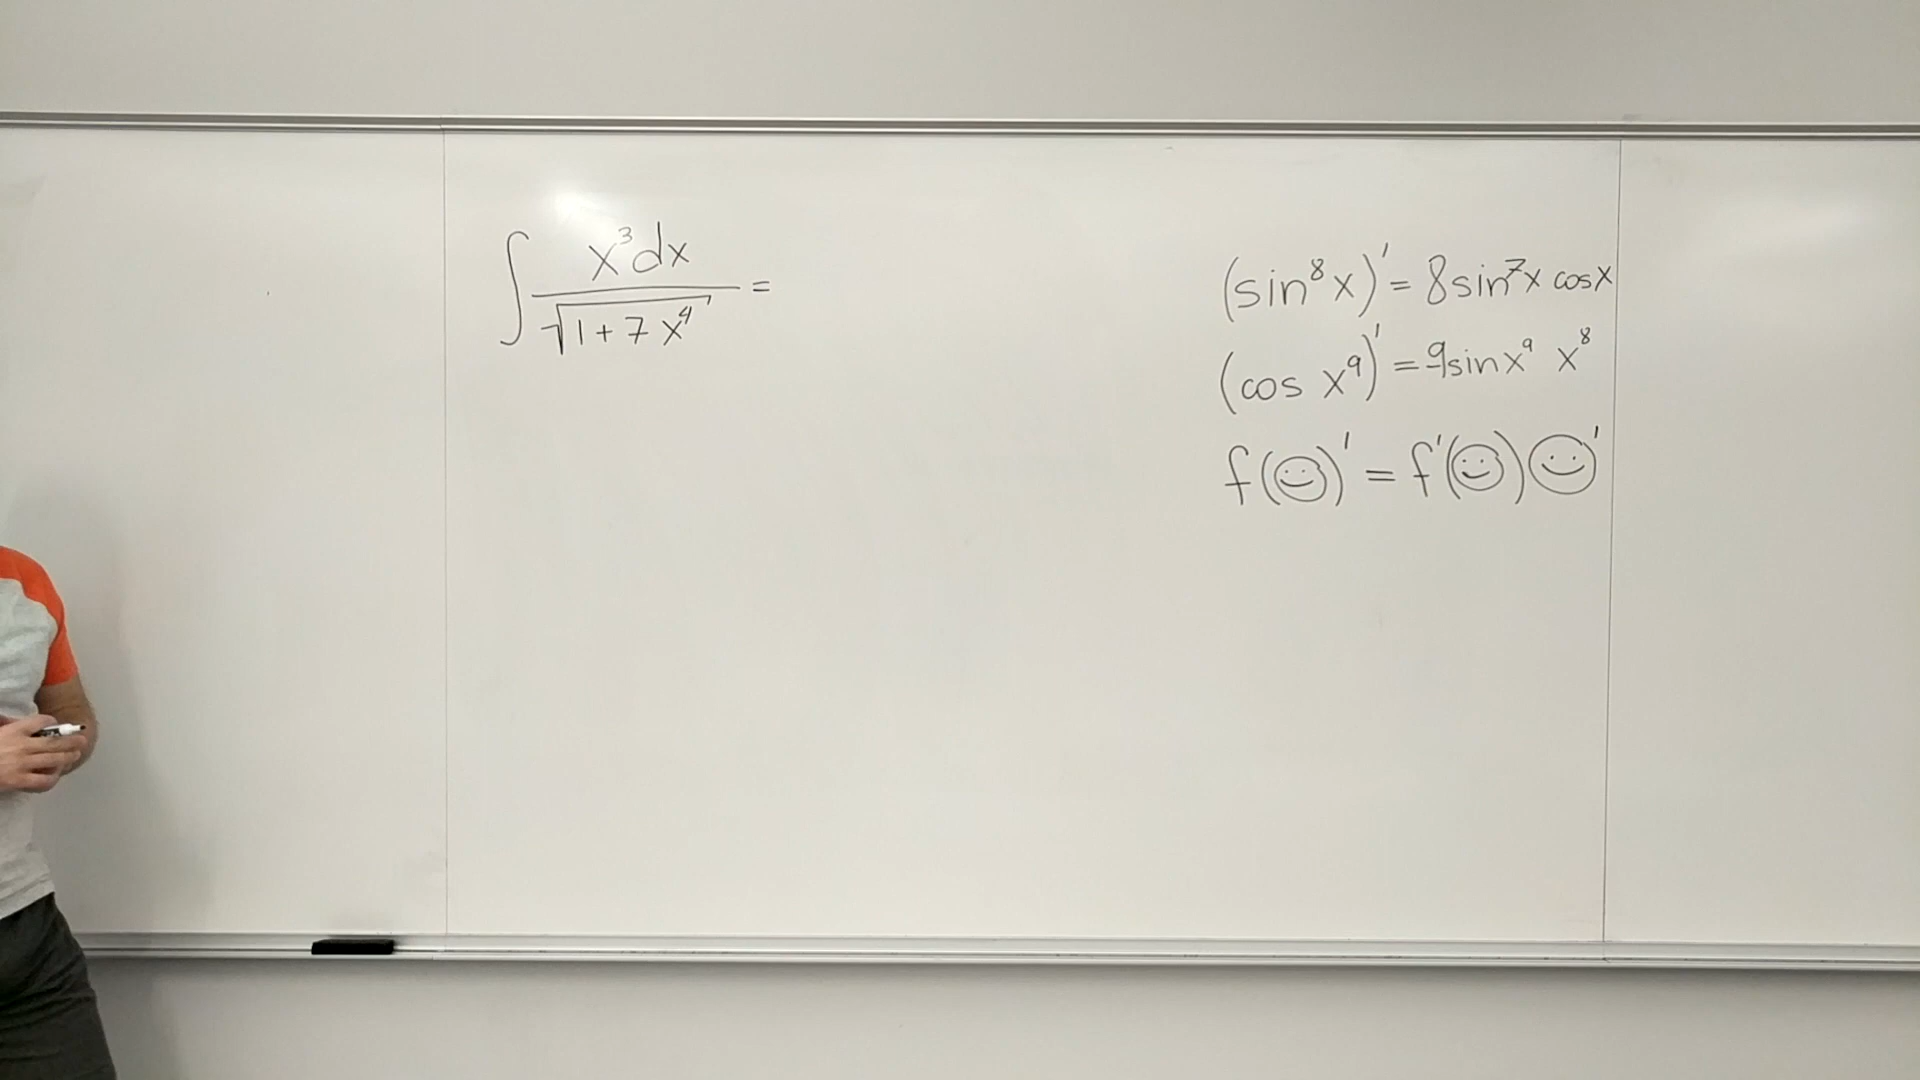 ∫ x³dx / √(1+7x⁴) =
(sin⁸x)' = 8sin⁷x cosx
(cos x⁹)' = -9sinx⁹ x⁸
f(☺)' = f'(☺)☺'